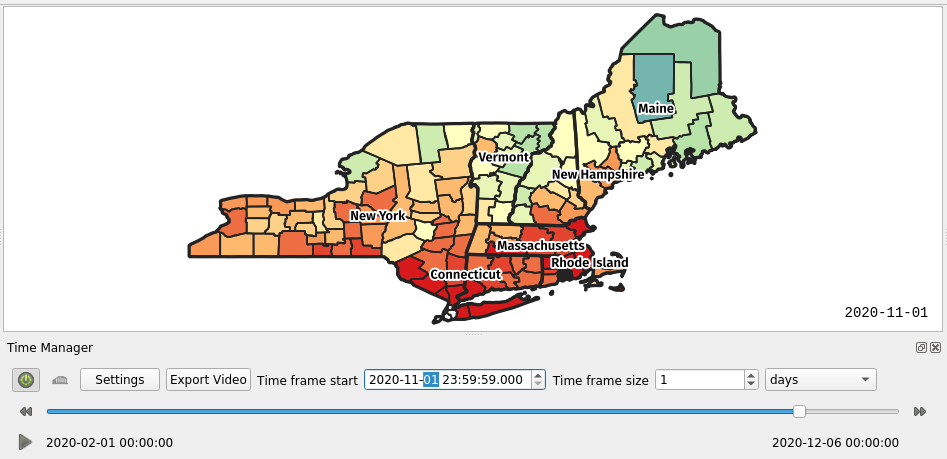 Maine
Vermont
New Hampshire
New York
Massachusetts
Rhode Island
Connecticut
2020-11-01
Time Manager
Settings
Export Video
Time frame start
2020-11-01 23:59:59.000
Time frame size
1
days
2020-02-01 00:00:00
2020-12-06 00:00:00